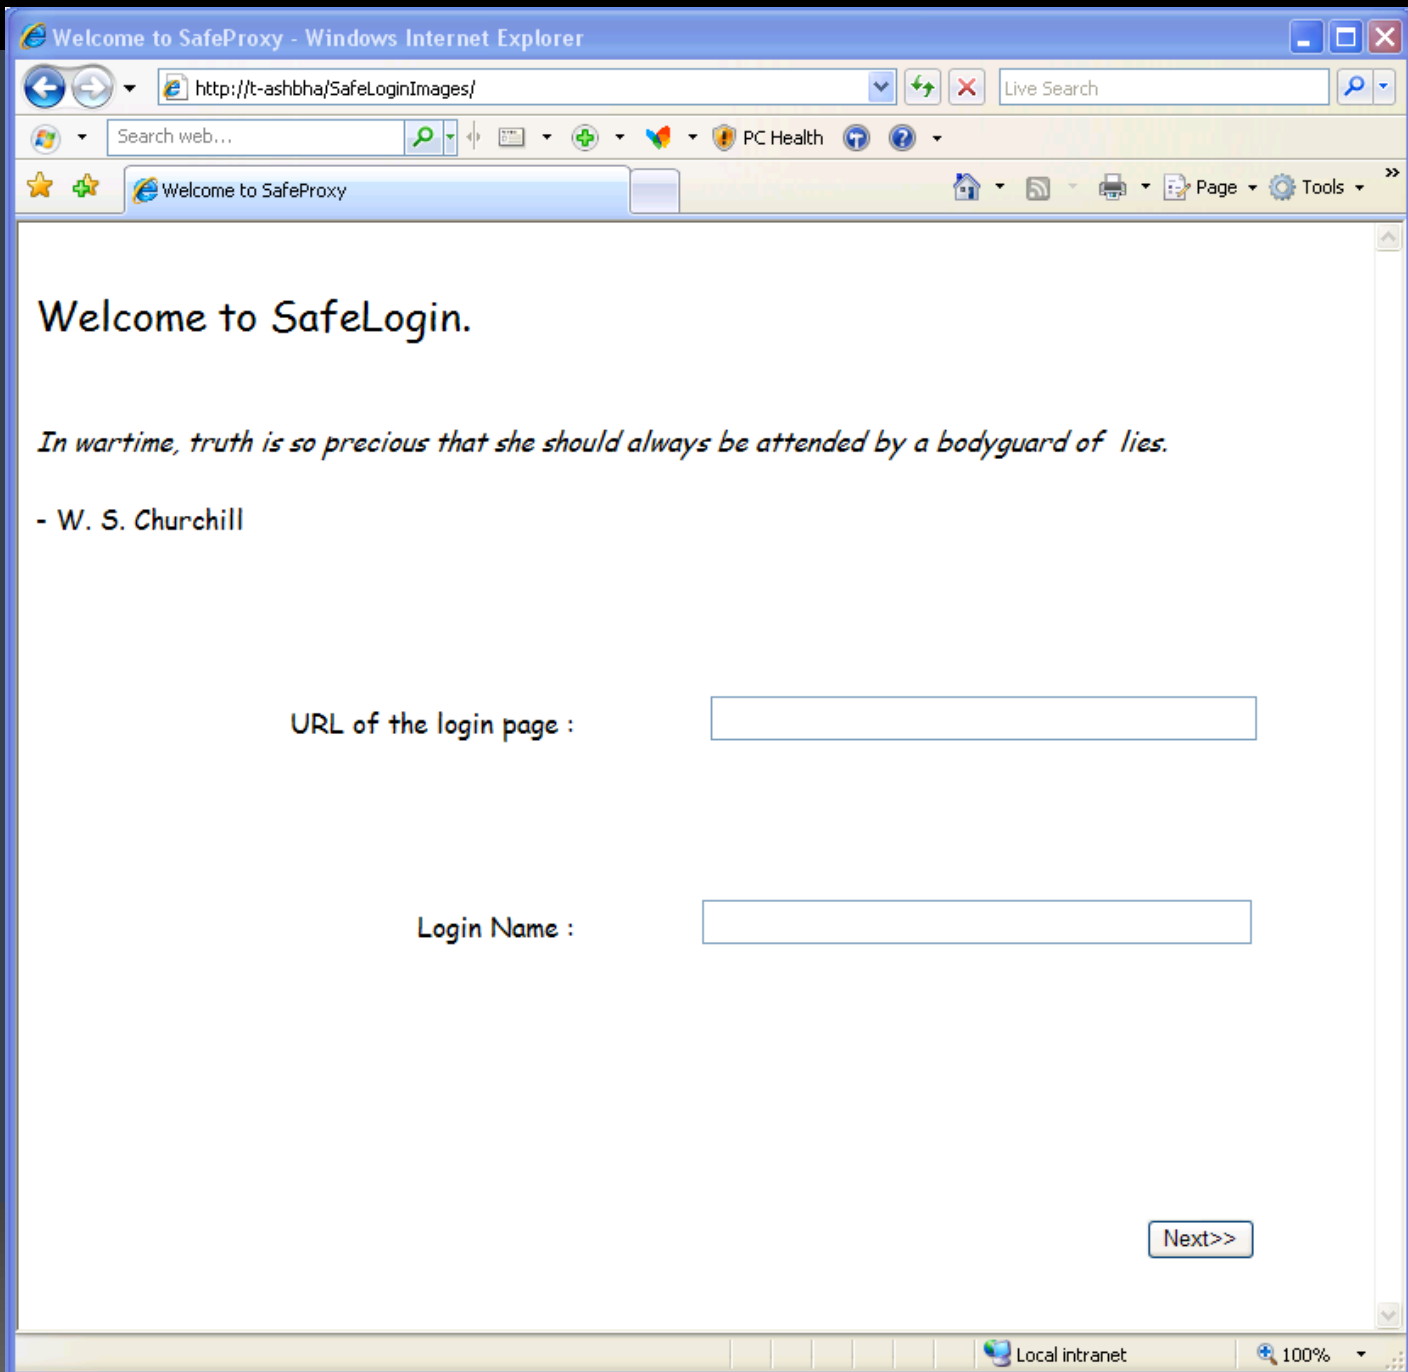 Welcome to SafeProxy - Windows Internet Explorer
http://t-ashbha/SafeLoginImages/
Live Search
Search web...
PC Health
Welcome to SafeProxy
Page
Tools
»
Welcome to SafeLogin.
In wartime, truth is so precious that she should always be attended by a bodyguard of lies.
- W. S. Churchill
URL of the login page :
Login Name :
Next>>
Local intranet
100%